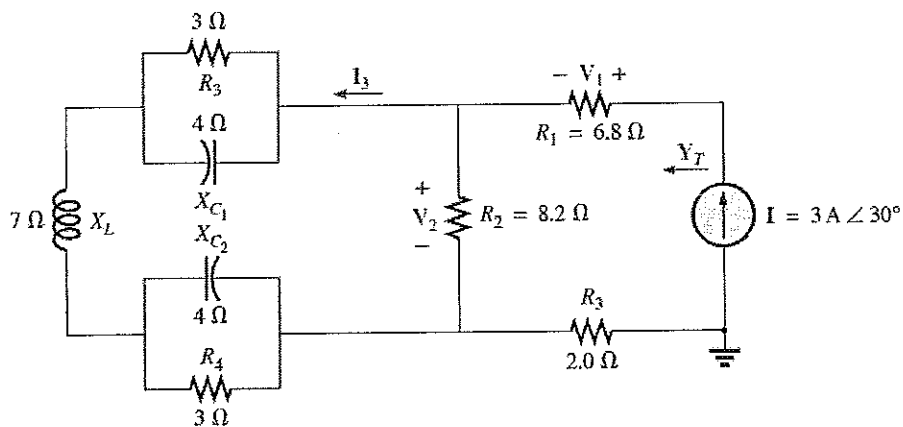 3 Ω
R3
I3
− V1 +
4 Ω
R1 = 6.8 Ω
YT
XC1
7 Ω XL
+
V2
−
R2 = 8.2 Ω
I = 3 A ∠ 30°
XC2
4 Ω
R3
R4
2.0 Ω
3 Ω